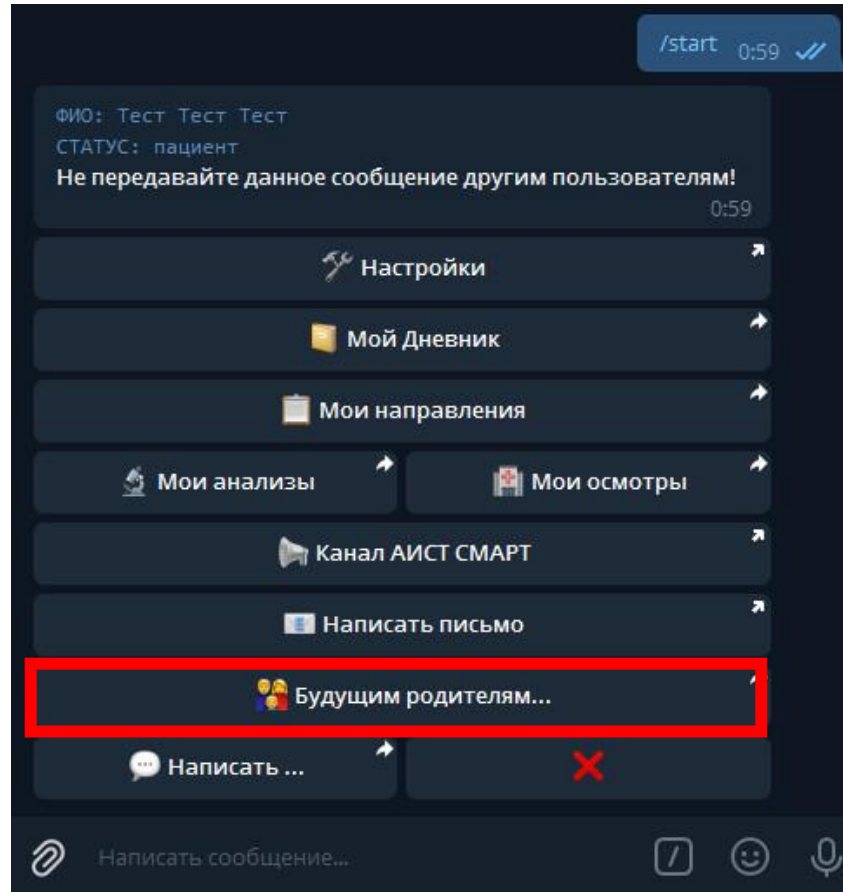 /start 0:59
ФИО: Тест Тест Тест
СТАТУС: пациент
Не передавайте данное сообщение другим пользователям!
0:59
Настройки
Мой Дневник
Мои направления
Мои анализы Мои осмотры
Канал АИСТ СМАРТ
Написать письмо
Будущим родителям...
Написать ...
Написать сообщение...